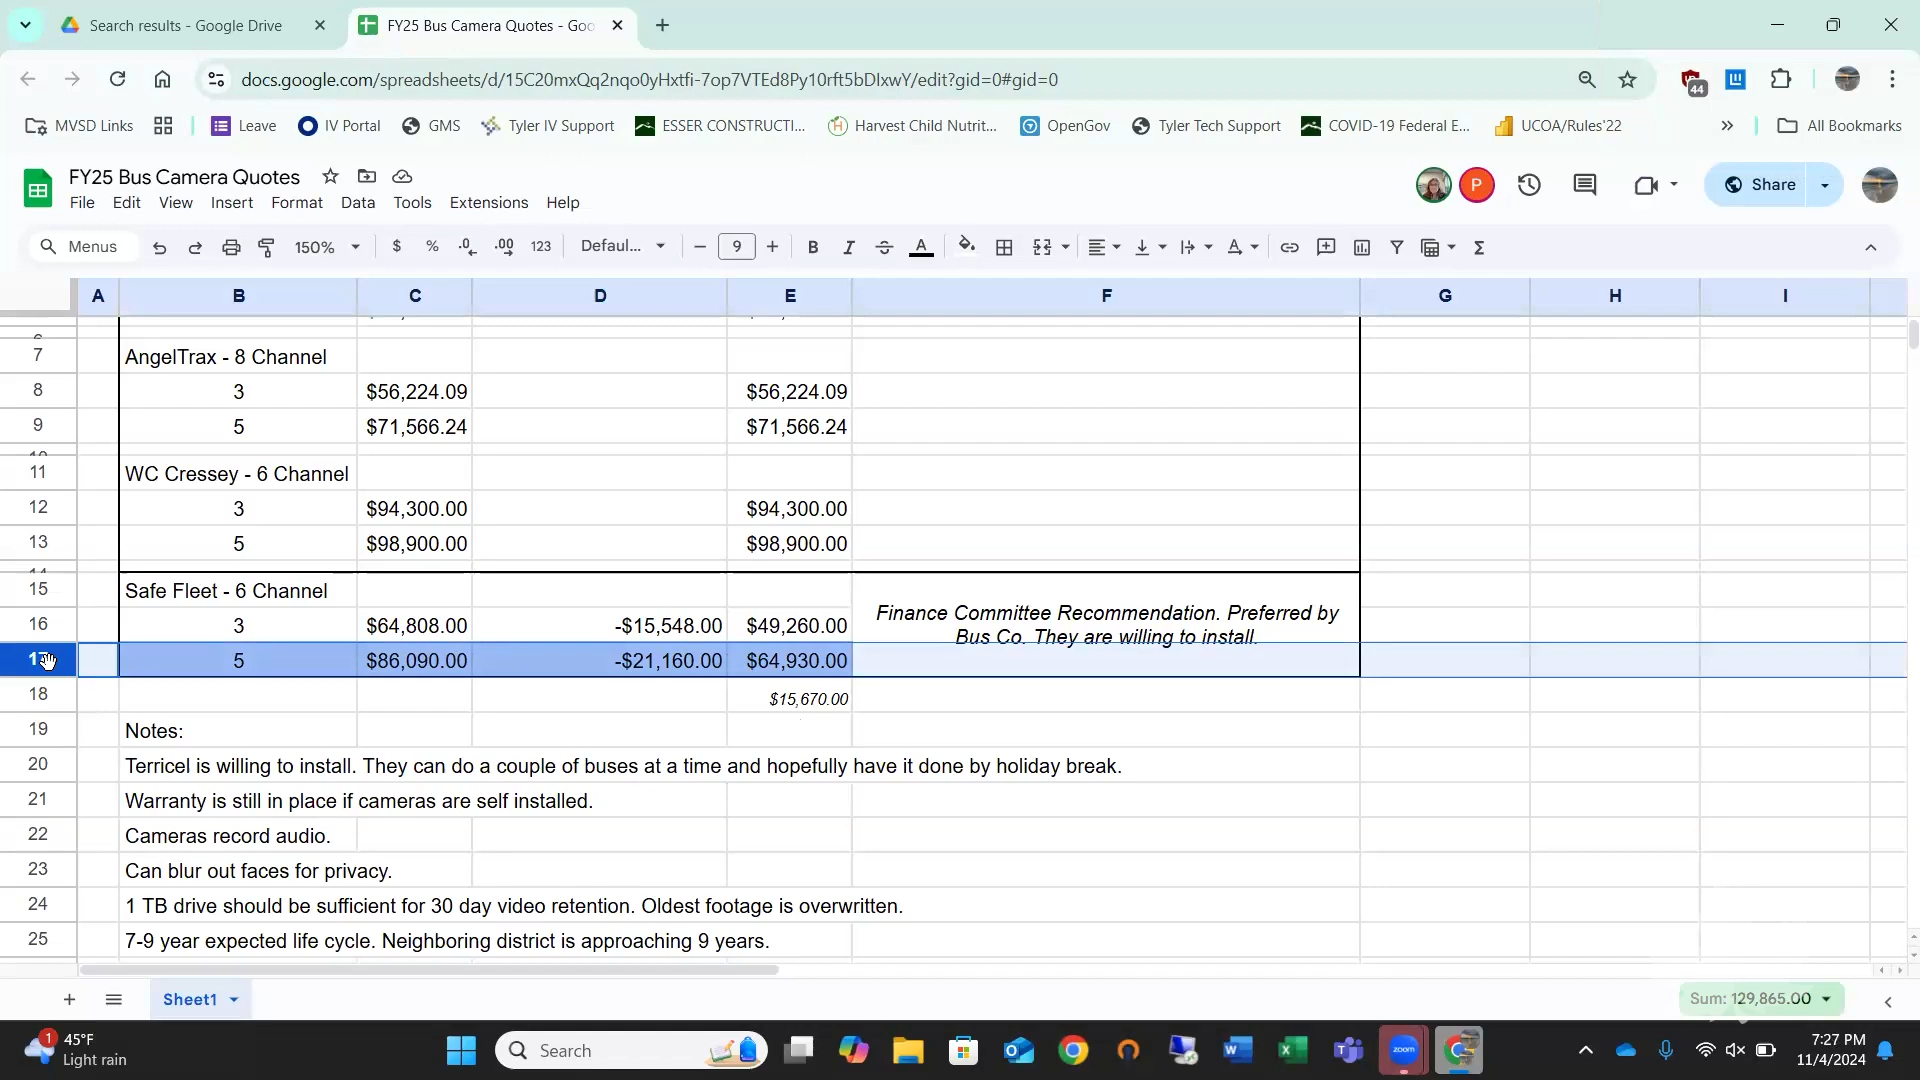 Search results - Google Drive
FY25 Bus Camera Quotes - Goo
docs.google.com/spreadsheets/d/15C20mxQq2nqo0yHxtfi-7op7VTEd8Py10rft5bDIxwY/edit?gid=0#gid=0
44
MVSD Links
Leave
IV Portal
GMS
Tyler IV Support
ESSER CONSTRUCTI...
Harvest Child Nutrit...
OpenGov
Tyler Tech Support
COVID-19 Federal E...
UCOA/Rules'22
All Bookmarks
FY25 Bus Camera Quotes
File Edit View Insert Format Data Tools Extensions Help
P
Share
Menus
150%
$ % .0 .00 123
Defaul...
9
B I A
A B C D E F G H I
7 AngelTrax - 8 Channel
8 3 $56,224.09 $56,224.09
9 5 $71,566.24 $71,566.24
11 WC Cressey - 6 Channel
12 3 $94,300.00 $94,300.00
13 5 $98,900.00 $98,900.00
15 Safe Fleet - 6 Channel
16 3 $64,808.00 -$15,548.00 $49,260.00
Finance Committee Recommendation. Preferred by
Bus Co. They are willing to install.
17 5 $86,090.00 -$21,160.00 $64,930.00
18 $15,670.00
19 Notes:
20 Terricel is willing to install. They can do a couple of buses at a time and hopefully have it done by holiday break.
21 Warranty is still in place if cameras are self installed.
22 Cameras record audio.
23 Can blur out faces for privacy.
24 1 TB drive should be sufficient for 30 day video retention. Oldest footage is overwritten.
25 7-9 year expected life cycle. Neighboring district is approaching 9 years.
Sheet1
Sum: 129,865.00
1
45°F
Light rain
Search
zoom
7:27 PM
11/4/2024